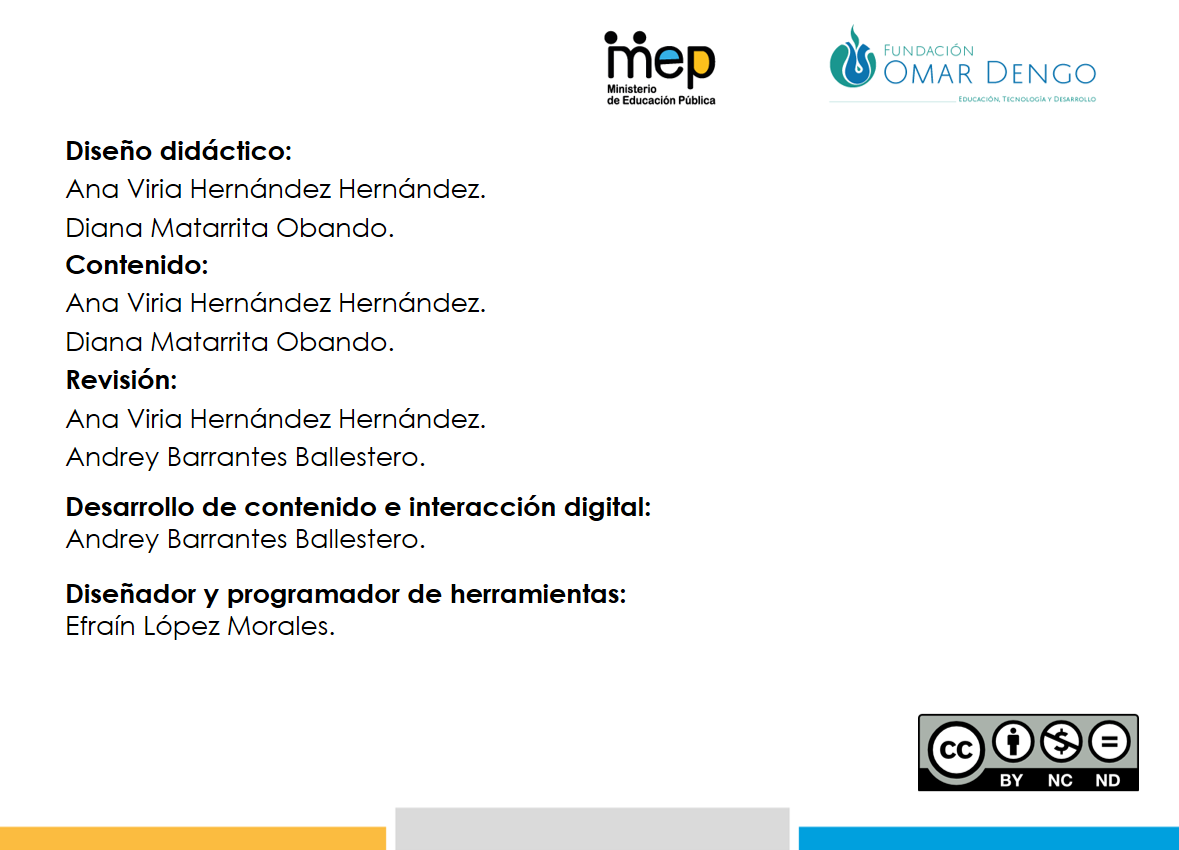 mep
Ministerio
de Educación Pública
FUNDACIÓN
OMAR DENGO
EDUCACIÓN, TECNOLOGÍA Y DESARROLLO
Diseño didáctico:
Ana Viria Hernández Hernández.
Diana Matarrita Obando.
Contenido:
Ana Viria Hernández Hernández.
Diana Matarrita Obando.
Revisión:
Ana Viria Hernández Hernández.
Andrey Barrantes Ballestero.
Desarrollo de contenido e interacción digital:
Andrey Barrantes Ballestero.
Diseñador y programador de herramientas:
Efraín López Morales.
cc
BY NC ND